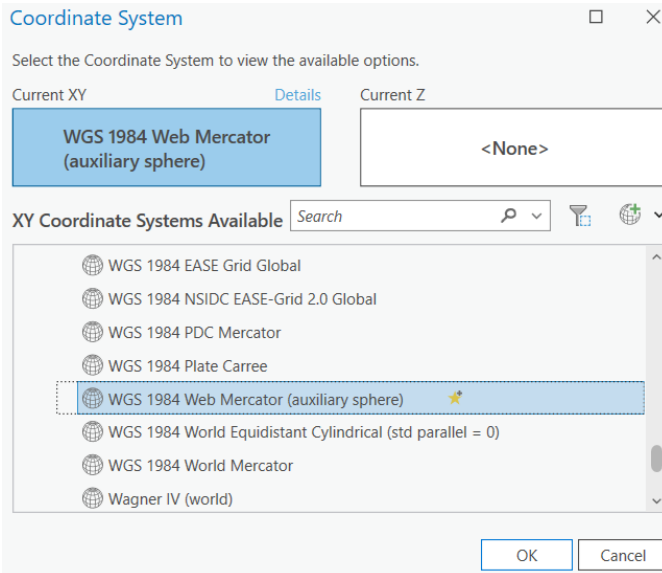 Coordinate System
Select the Coordinate System to view the available options.
Current XY Details Current Z
WGS 1984 Web Mercator
(auxiliary sphere)
<None>
XY Coordinate Systems Available Search
WGS 1984 EASE Grid Global
WGS 1984 NSIDC EASE-Grid 2.0 Global
WGS 1984 PDC Mercator
WGS 1984 Plate Carree
WGS 1984 Web Mercator (auxiliary sphere)
WGS 1984 World Equidistant Cylindrical (std parallel = 0)
WGS 1984 World Mercator
Wagner IV (world)
OK Cancel